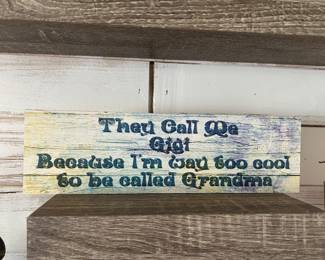 They Call Me
Gigi
Because I'm way too cool
to be called Grandma